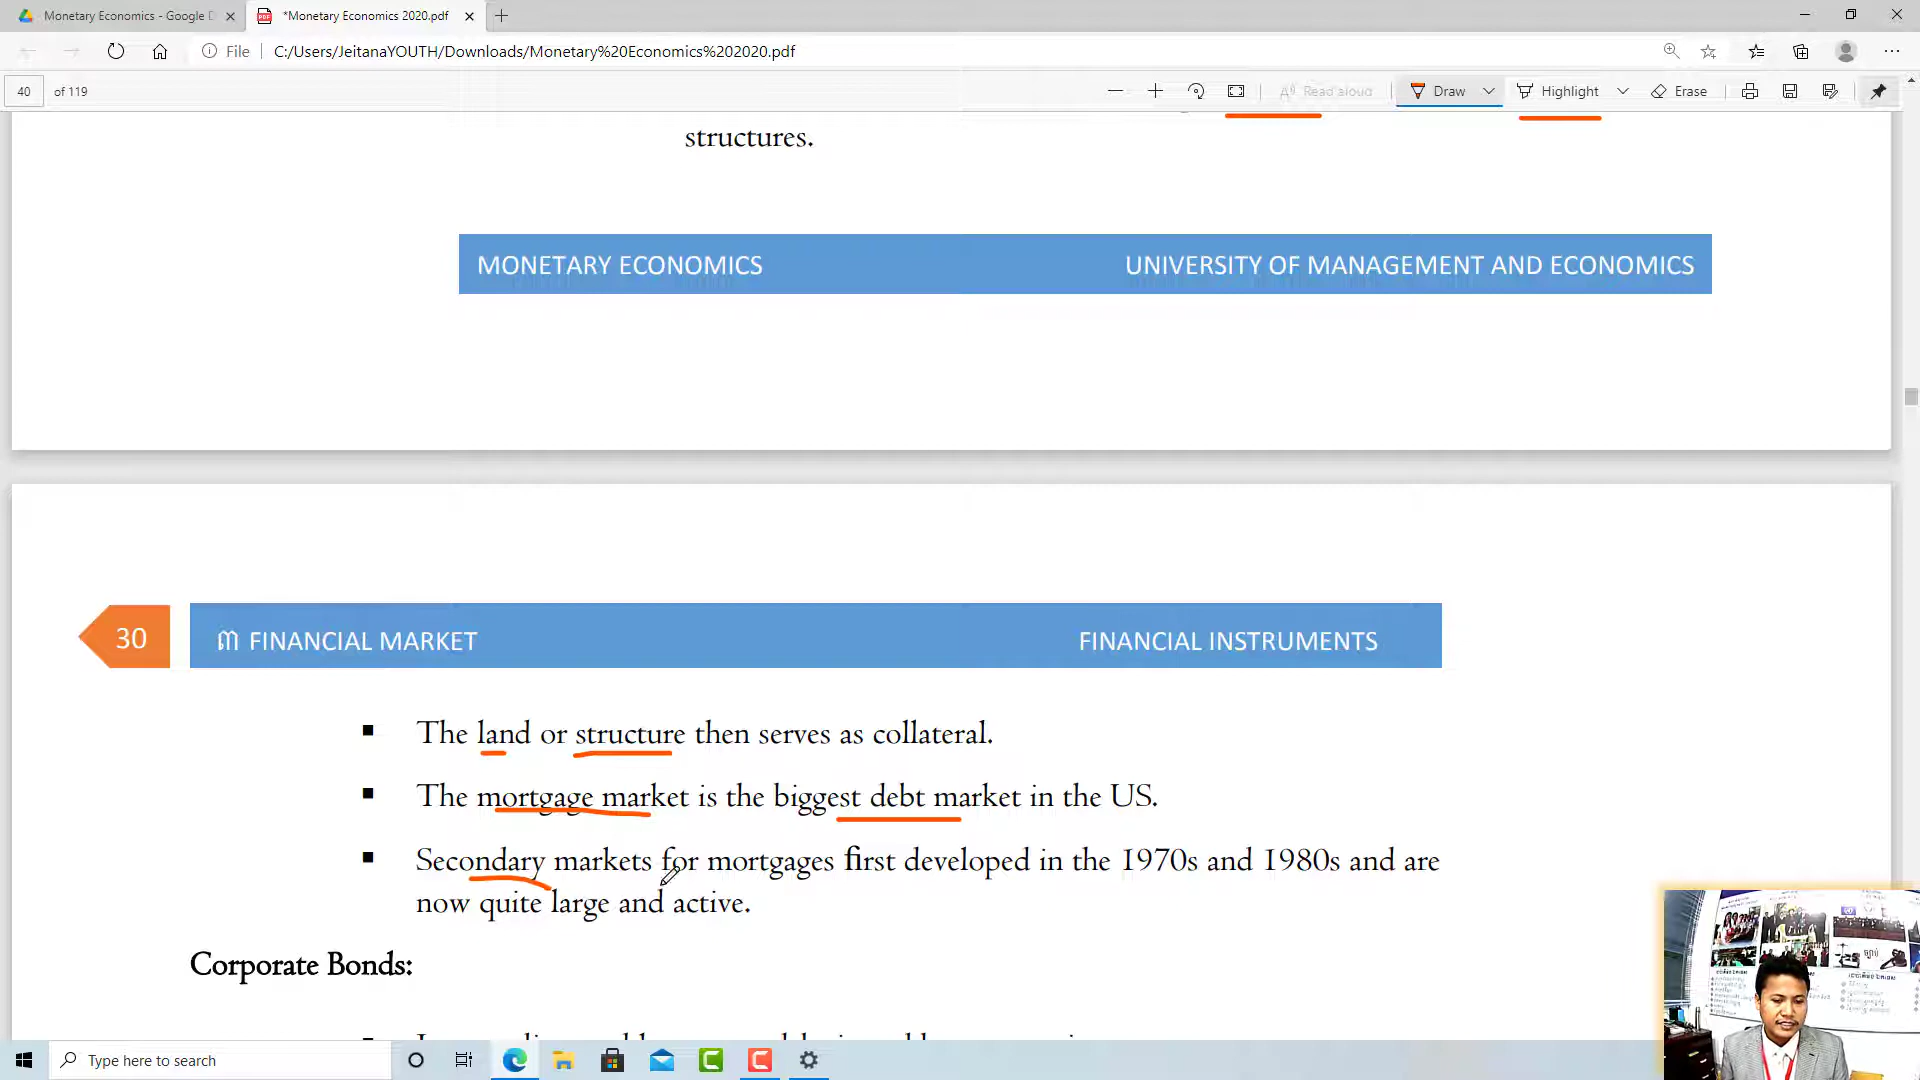 Monetary Economics - Google D
*Monetary Economics 2020.pdf
File
C:/Users/JeitanaYOUTH/Downloads/Monetary%20Economics%202020.pdf
40 of 119
Read aloud
Draw
Highlight
Erase
structures.
MONETARY ECONOMICS UNIVERSITY OF MANAGEMENT AND ECONOMICS
30
៣ FINANCIAL MARKET FINANCIAL INSTRUMENTS
▪ The land or structure then serves as collateral.
▪ The mortgage market is the biggest debt market in the US.
▪ Secondary markets for mortgages first developed in the 1970s and 1980s and are
now quite large and active.
Corporate Bonds:
Type here to search